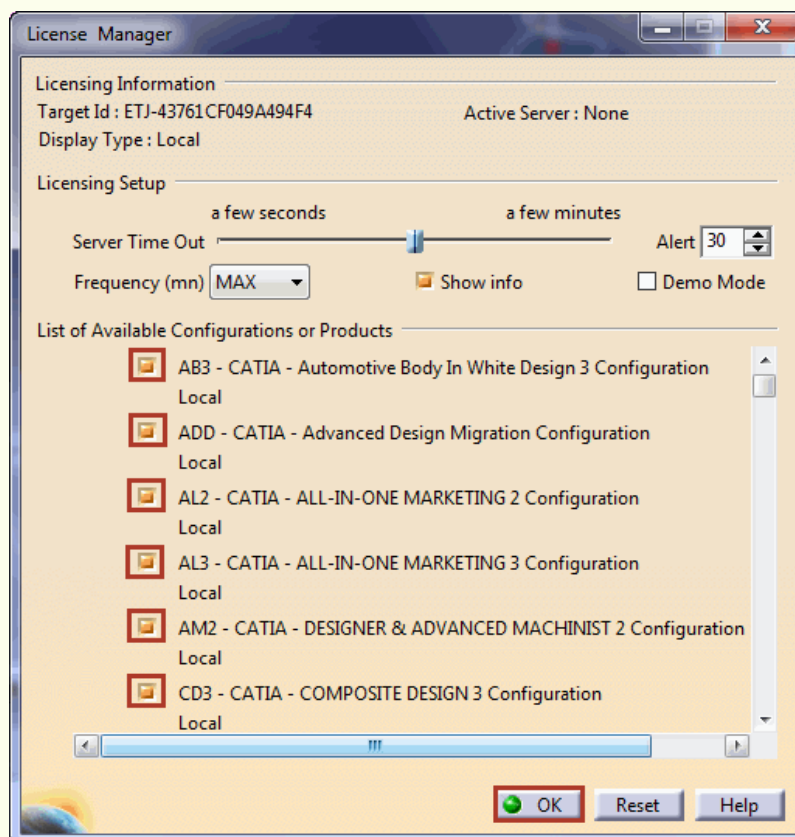 License Manager
Licensing Information
Target Id : ETJ-43761CF049A494F4 Active Server : None
Display Type : Local
Licensing Setup
a few seconds a few minutes
Server Time Out Alert 30
Frequency (mn) MAX Show info Demo Mode
List of Available Configurations or Products
AB3 - CATIA - Automotive Body In White Design 3 Configuration
Local
ADD - CATIA - Advanced Design Migration Configuration
Local
AL2 - CATIA - ALL-IN-ONE MARKETING 2 Configuration
Local
AL3 - CATIA - ALL-IN-ONE MARKETING 3 Configuration
Local
AM2 - CATIA - DESIGNER & ADVANCED MACHINIST 2 Configuration
Local
CD3 - CATIA - COMPOSITE DESIGN 3 Configuration
Local
OK Reset Help